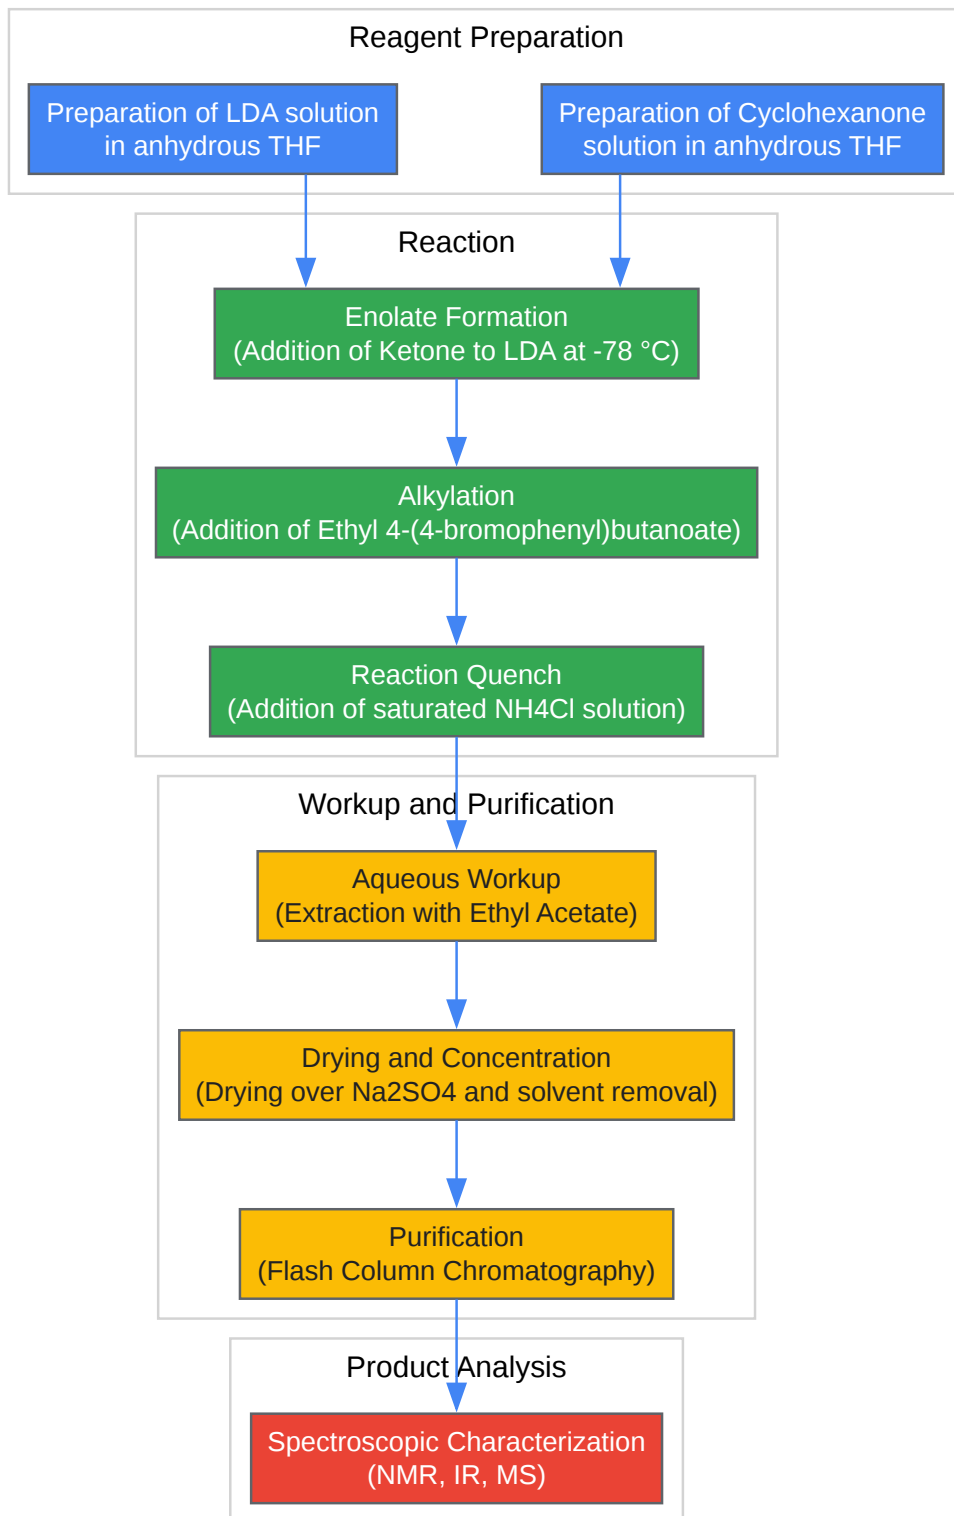 Reagent Preparation
Preparation of LDA solution
in anhydrous THF
Preparation of Cyclohexanone
solution in anhydrous THF
Reaction
Enolate Formation
(Addition of Ketone to LDA at -78 °C)
Alkylation
(Addition of Ethyl 4-(4-bromophenyl)butanoate)
Reaction Quench
(Addition of saturated NH4Cl solution)
Workup and Purification
Aqueous Workup
(Extraction with Ethyl Acetate)
Drying and Concentration
(Drying over Na2SO4 and solvent removal)
Purification
(Flash Column Chromatography)
Product Analysis
Spectroscopic Characterization
(NMR, IR, MS)